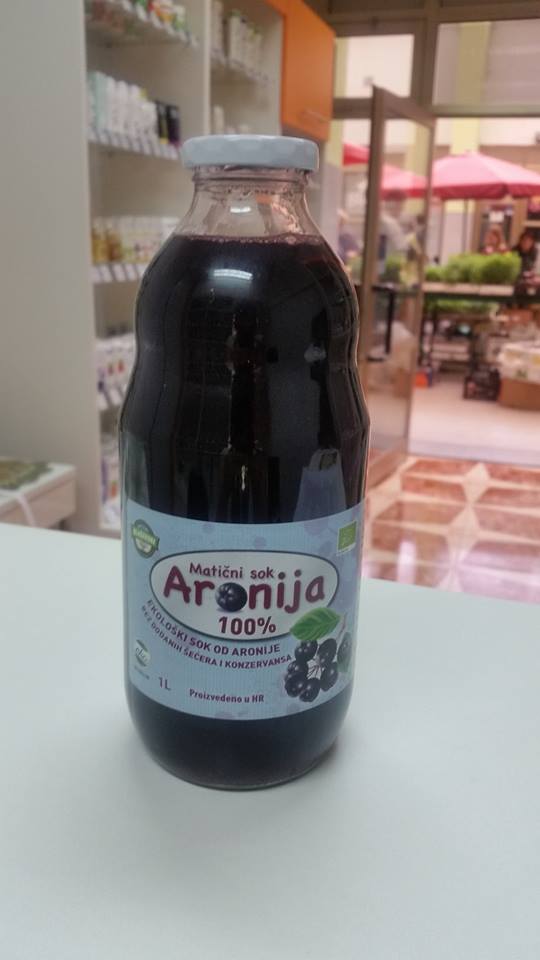 Matični sok
Aronija
100%
EKOLOŠKI SOK OD ARONIJE
BEZ DODANIH ŠEĆERA I KONZERVANSA
1L
Proizvedeno u HR